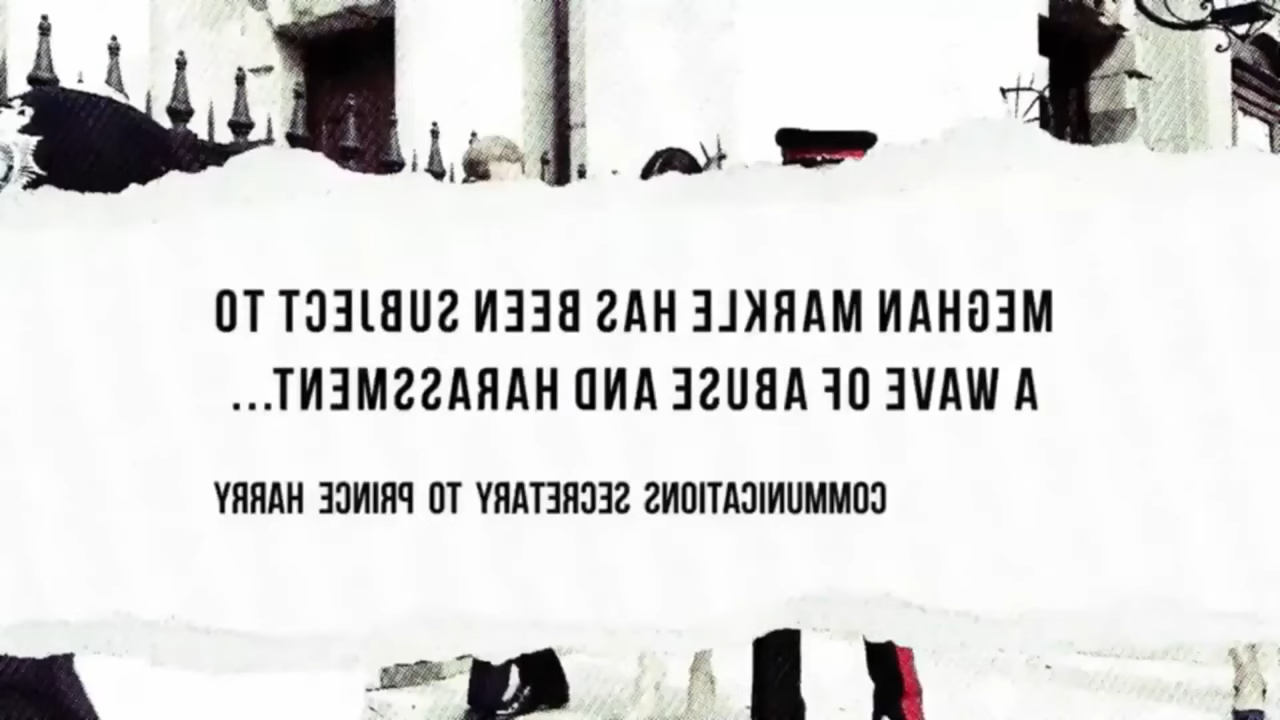 MEGHAN MARKLE HAS BEEN SUBJECT TO
A WAVE OF ABUSE AND HARASSMENT...
COMMUNICATIONS SECRETARY TO PRINCE HARRY